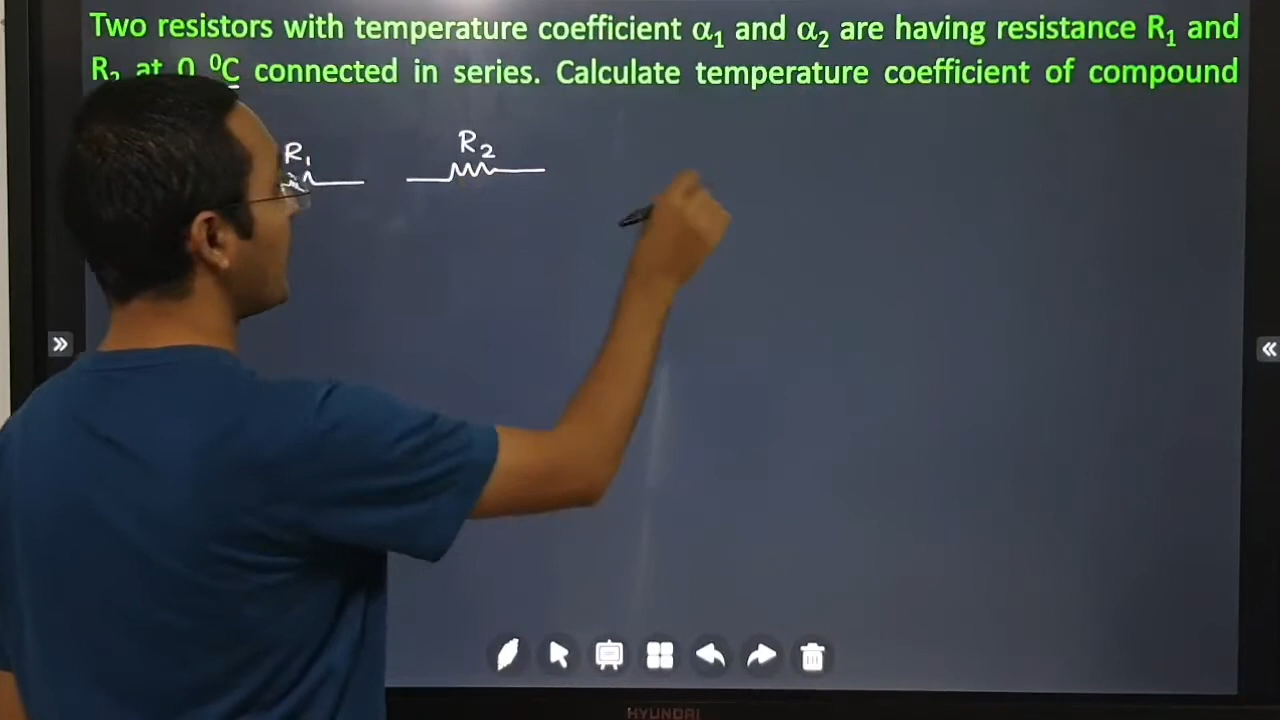 Two resistors with temperature coefficient α₁ and α₂ are having resistance R₁ and
R₂ at 0 ⁰C connected in series. Calculate temperature coefficient of compound
R₁
R₂
HYUNDAI